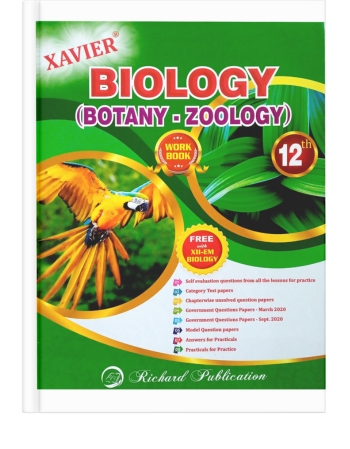 XAVIER®
BIOLOGY
(BOTANY - ZOOLOGY)
WORK
BOOK
12th
FREE
with
XII-EM
BIOLOGY
Self evaluation questions from all the lessons for practice
Category Test papers
Chapterwise unsolved question papers
Government Questions Papers - March 2020
Government Questions Papers - Sept. 2020
Model Question papers
Answers for Practicals
Practicals for Practice
Richard Publication